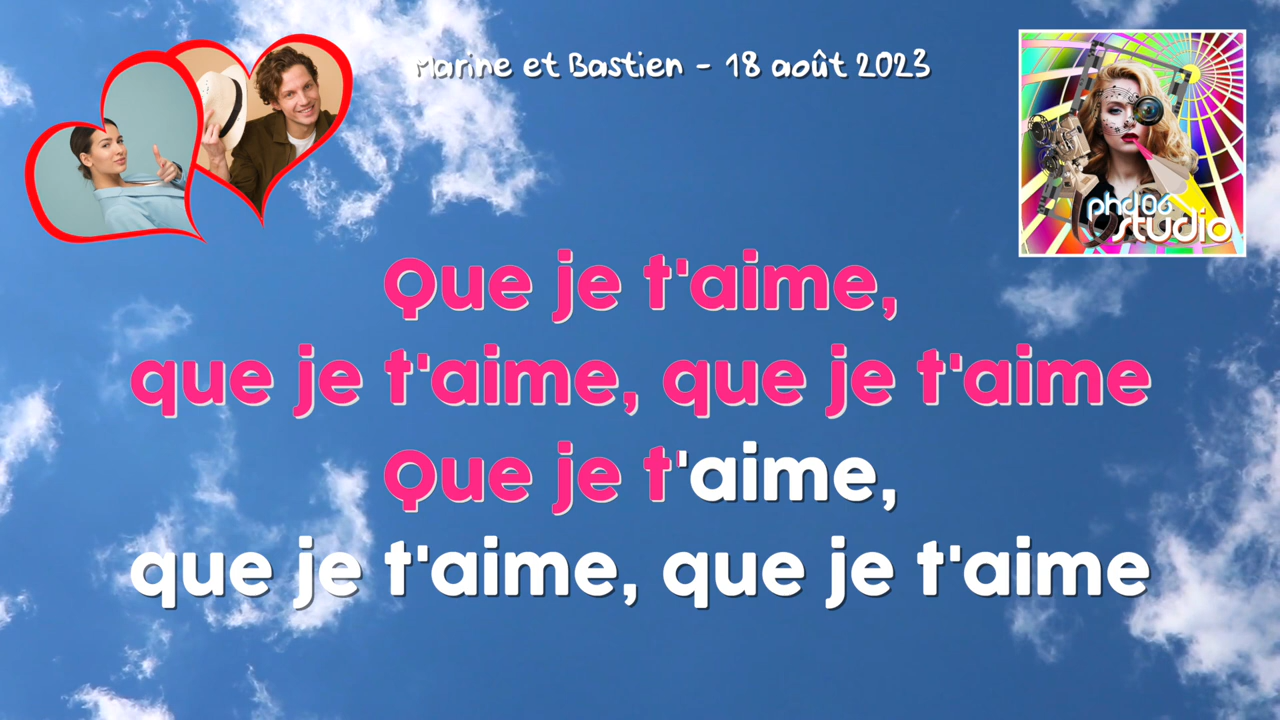 Marine et Bastien - 18 août 2023
phd06
studio
Que je t'aime,
que je t'aime, que je t'aime
Que je t'aime,
que je t'aime, que je t'aime